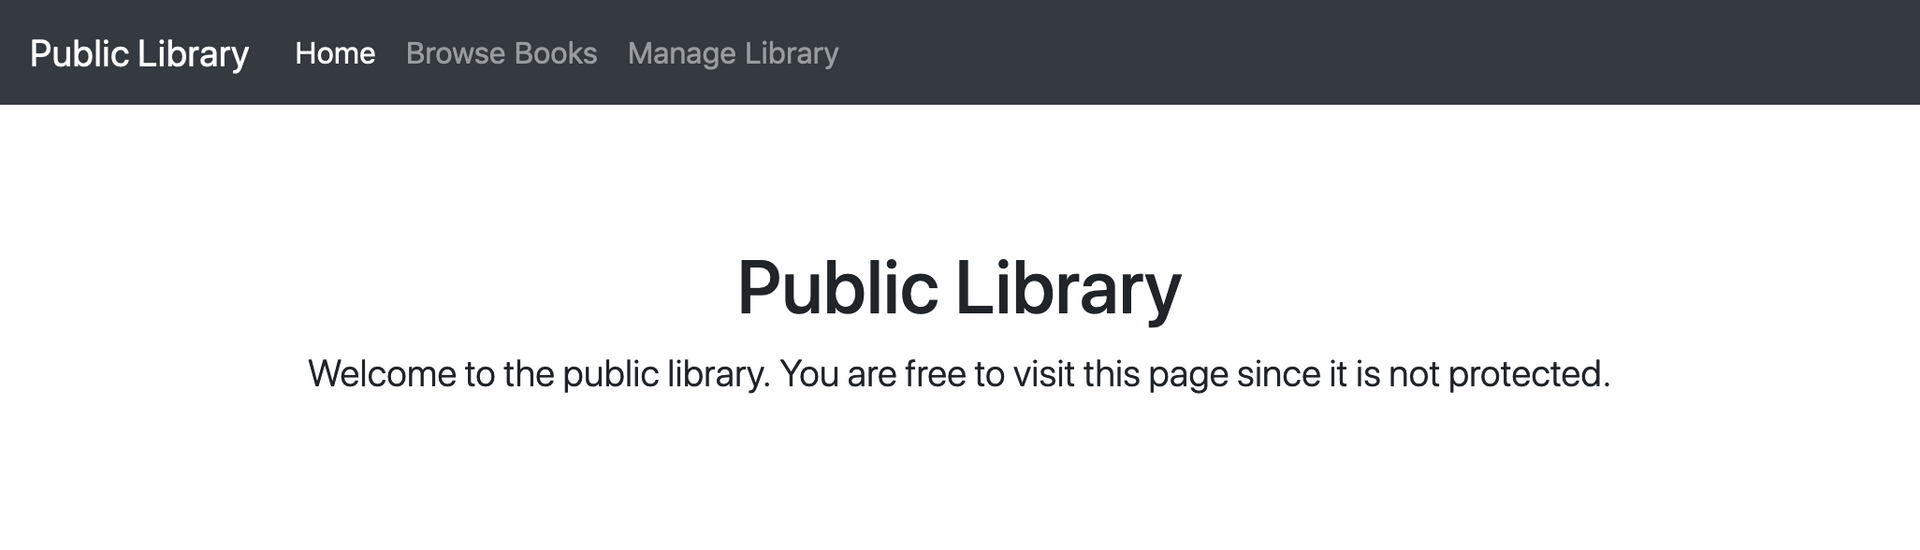 Public Library Home Browse Books Manage Library
Public Library
Welcome to the public library. You are free to visit this page since it is not protected.